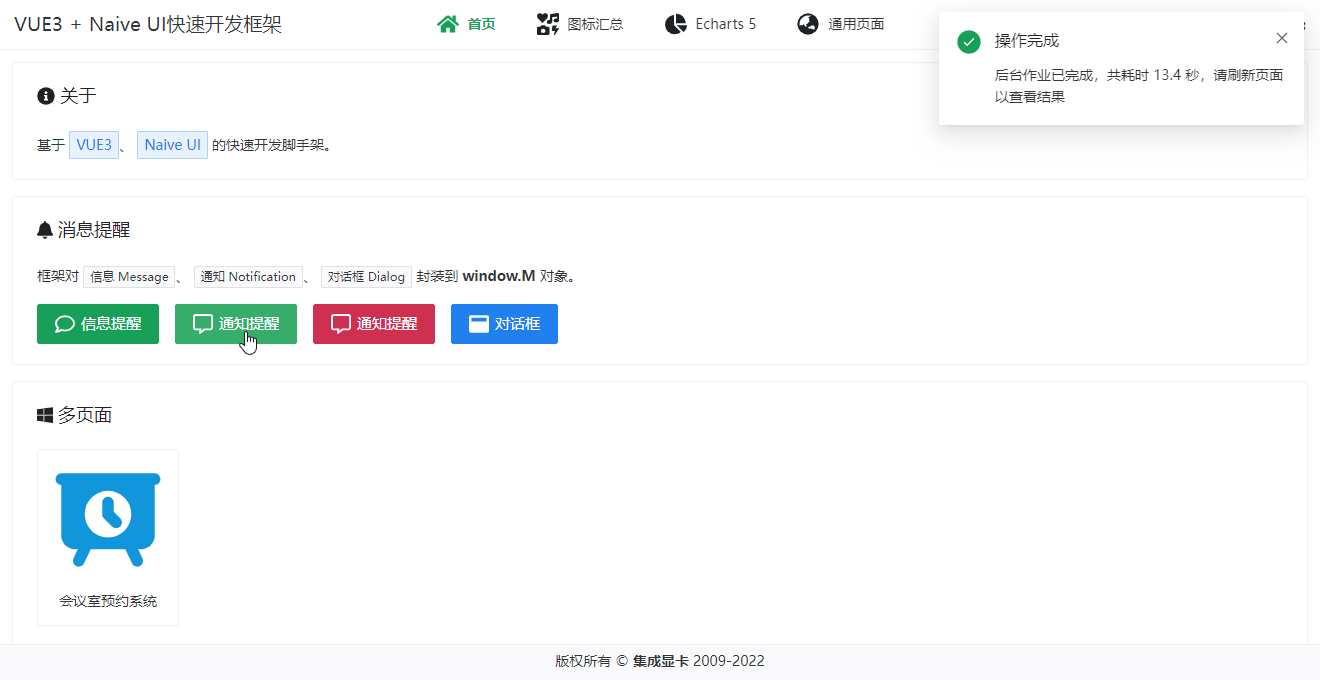 VUE3 + Naive UI快速开发框架
首页
图标汇总
Echarts 5
通用页面
操作完成
后台作业已完成，共耗时 13.4 秒，请刷新页面
以查看结果
关于
基于 VUE3 、 Naive UI 的快速开发脚手架。
消息提醒
框架对 信息 Message 、 通知 Notification 、 对话框 Dialog 封装到 window.M 对象。
信息提醒
通知提醒
通知提醒
对话框
多页面
会议室预约系统
版权所有 © 集成显卡 2009-2022